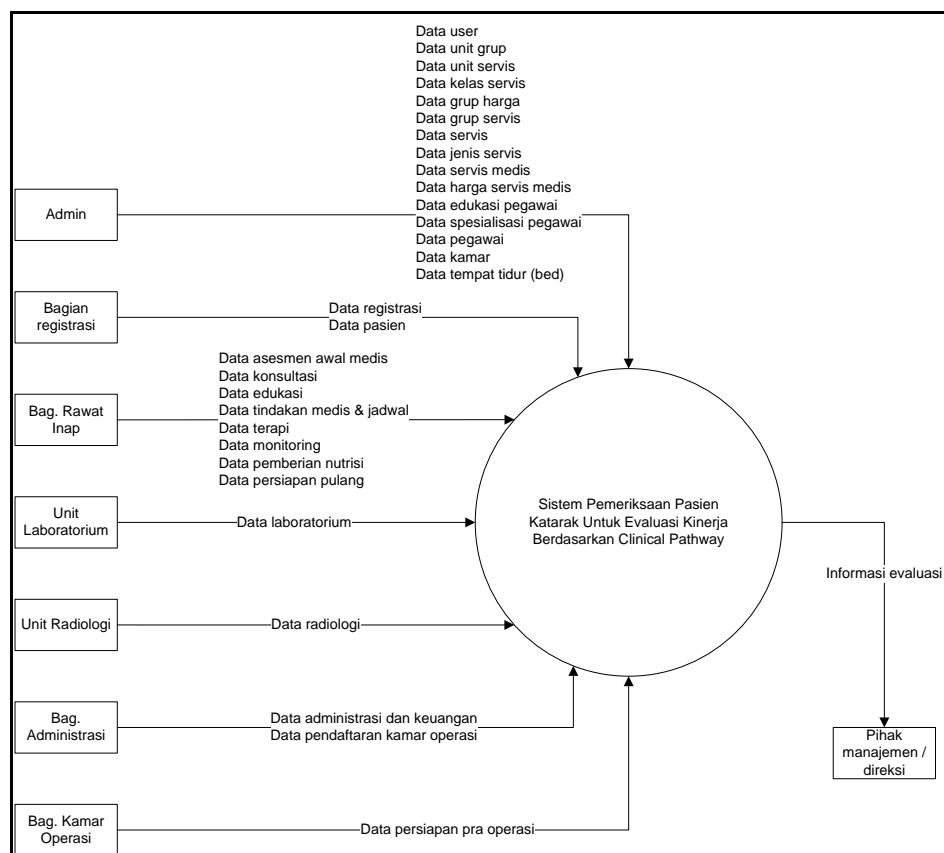 Data user
Data unit grup
Data unit servis
Data kelas servis
Data grup harga
Data grup servis
Data servis
Data jenis servis
Data servis medis
Data harga servis medis
Data edukasi pegawai
Data spesialisasi pegawai
Data pegawai
Data kamar
Data tempat tidur (bed)
Admin
Bagian
registrasi
Data registrasi
Data pasien
Bag. Rawat
Inap
Data asesmen awal medis
Data konsultasi
Data edukasi
Data tindakan medis & jadwal
Data terapi
Data monitoring
Data pemberian nutrisi
Data persiapan pulang
Unit
Laboratorium
Data laboratorium
Sistem Pemeriksaan Pasien
Katarak Untuk Evaluasi Kinerja
Berdasarkan Clinical Pathway
Informasi evaluasi
Unit Radiologi
Data radiologi
Bag.
Administrasi
Data administrasi dan keuangan
Data pendaftaran kamar operasi
Pihak
manajemen /
direksi
Bag. Kamar
Operasi
Data persiapan pra operasi